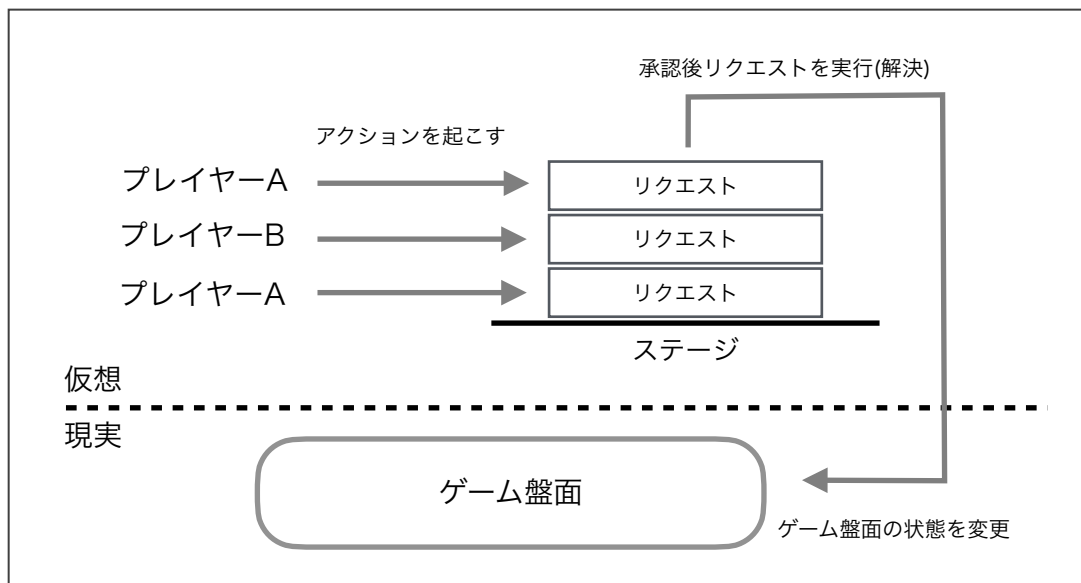 承認後リクエストを実行(解決)
アクションを起こす
プレイヤーA
リクエスト
プレイヤーB
リクエスト
プレイヤーA
リクエスト
ステージ
仮想
現実
ゲーム盤面
ゲーム盤面の状態を変更